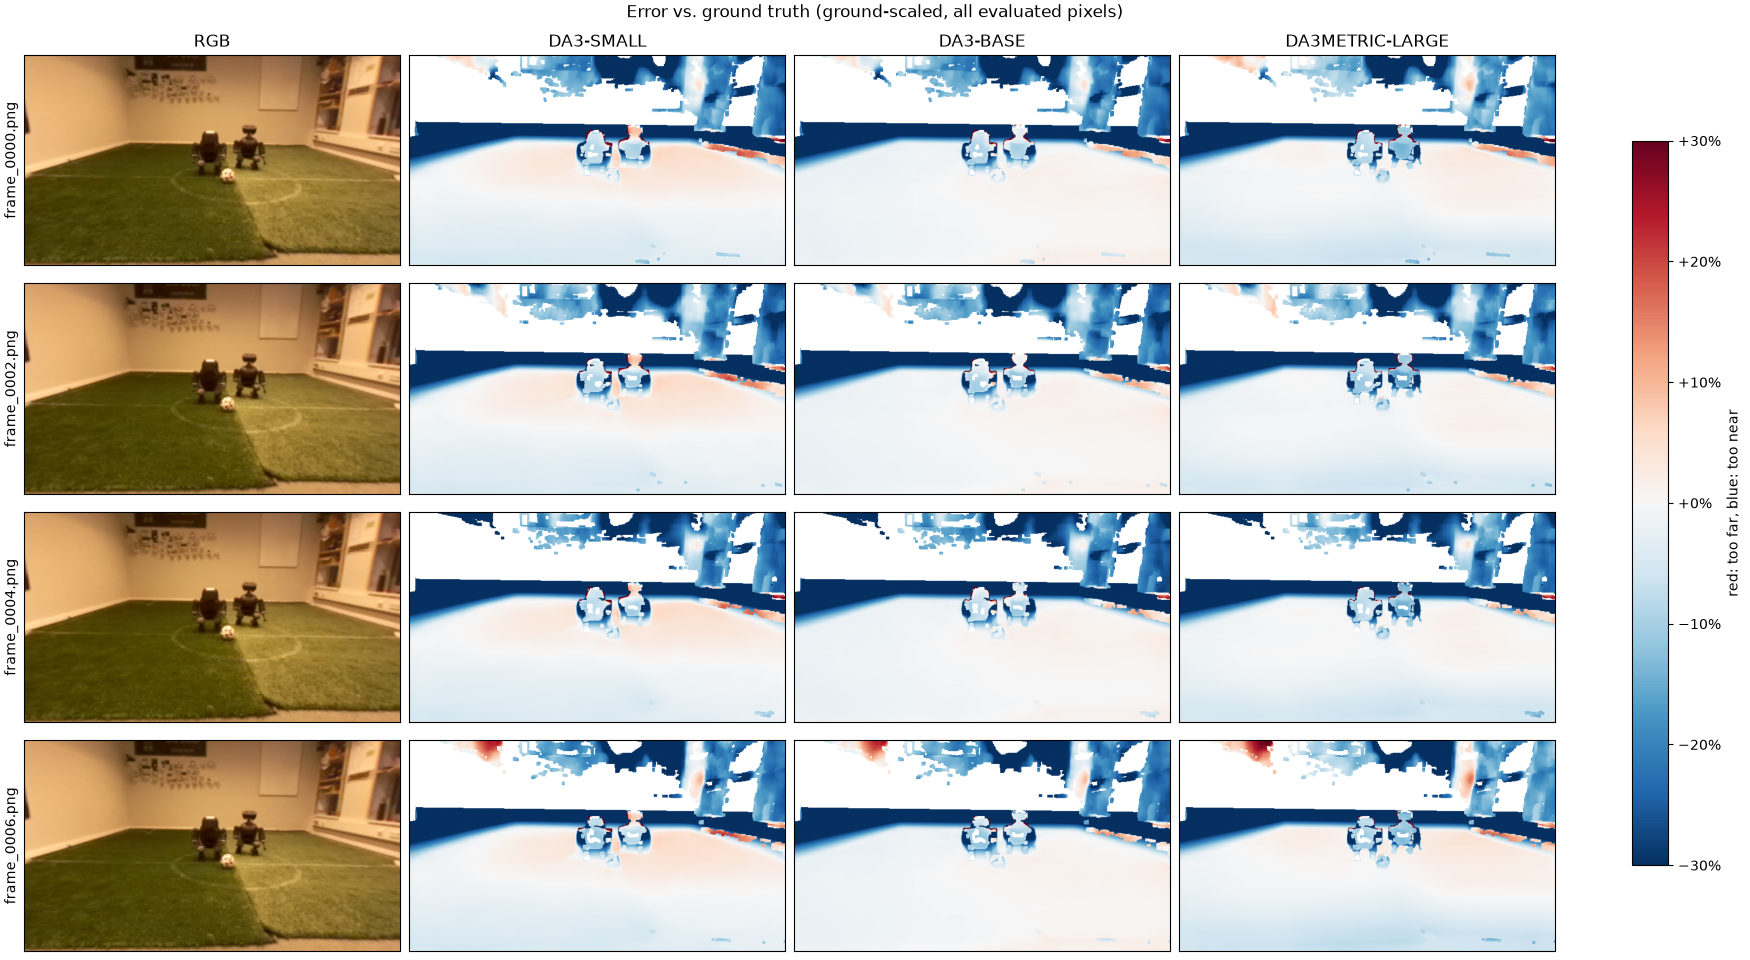 Error vs. ground truth (ground-scaled, all evaluated pixels)
RGB DA3-SMALL DA3-BASE DA3METRIC-LARGE
frame_0000.png
frame_0002.png
frame_0004.png
frame_0006.png
+30%
+20%
+10%
+0%
−10%
−20%
−30%
red: too far, blue: too near